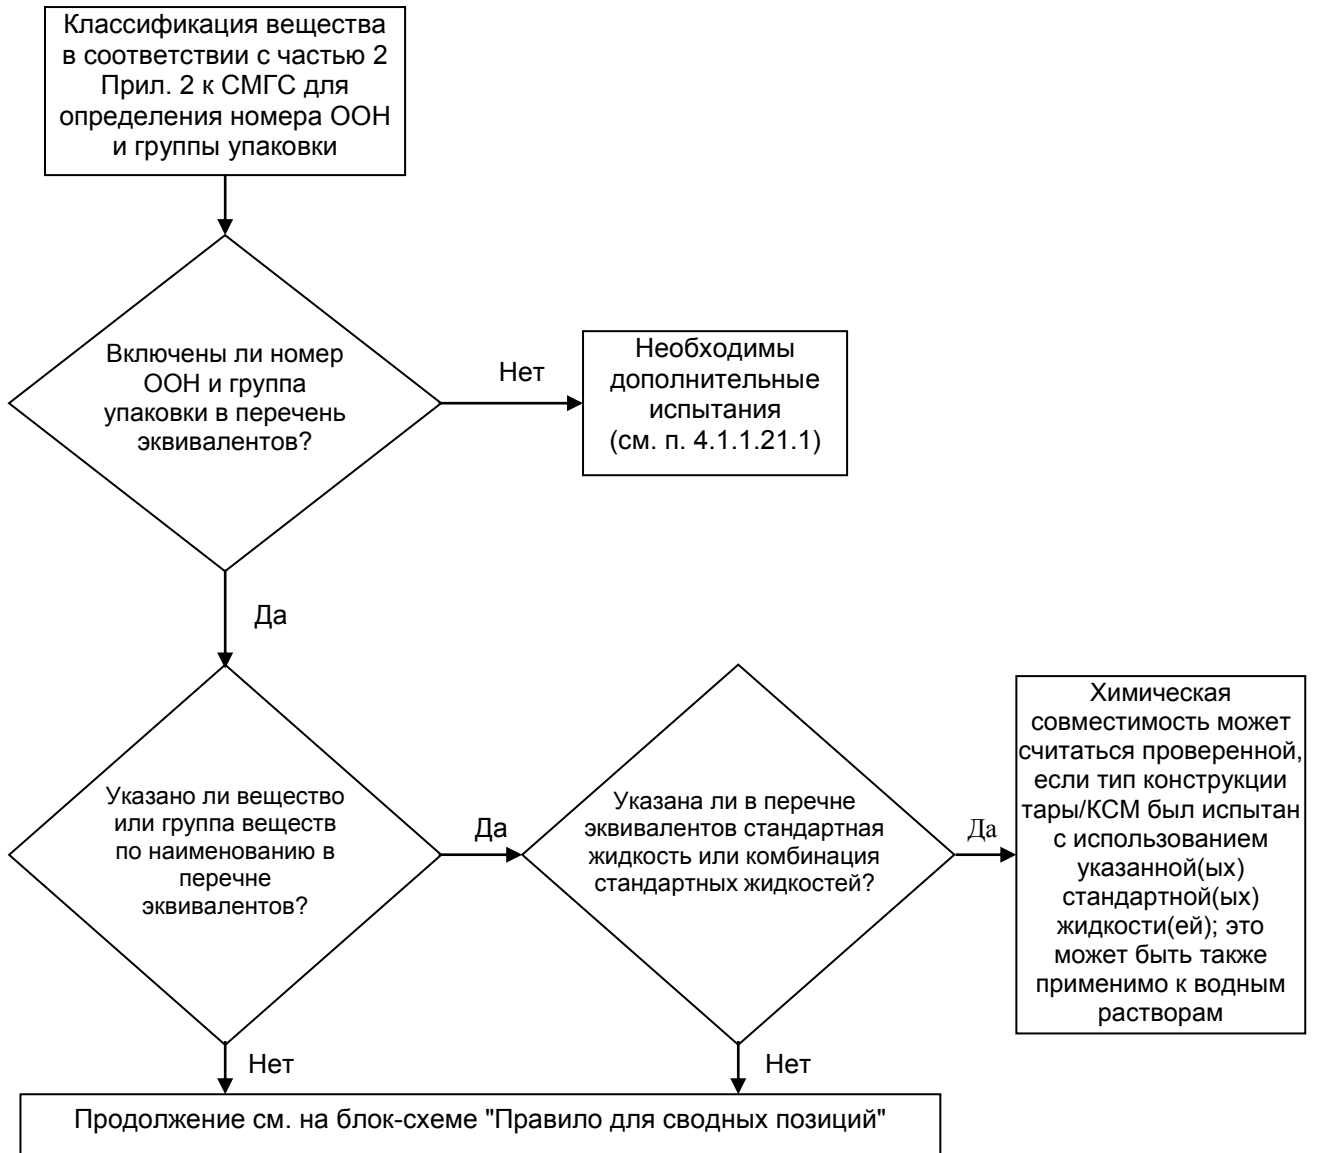 Классификация вещества
в соответствии с частью 2
Прил. 2 к СМГС для
определения номера ООН
и группы упаковки
Включены ли номер
ООН и группа
упаковки в перечень
эквивалентов?
Нет
Необходимы
дополнительные
испытания
(см. п. 4.1.1.21.1)
Да
Указано ли вещество
или группа веществ
по наименованию в
перечне
эквивалентов?
Да
Указана ли в перечне
эквивалентов стандартная
жидкость или комбинация
стандартных жидкостей?
Да
Химическая
совместимость может
считаться проверенной,
если тип конструкции
тары/КСМ был испытан
с использованием
указанной(ых)
стандартной(ых)
жидкости(ей); это
может быть также
применимо к водным
растворам
Нет
Нет
Продолжение см. на блок-схеме "Правило для сводных позиций"